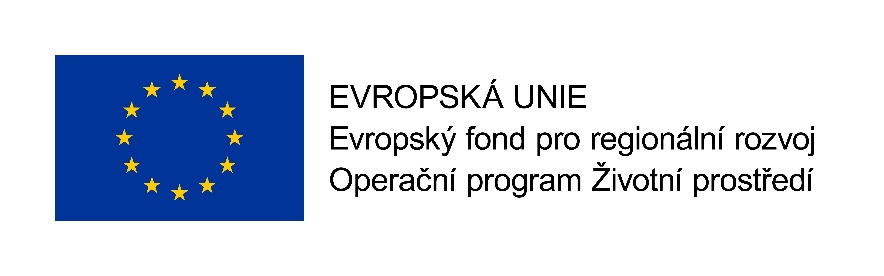 EVROPSKÁ UNIE
Evropský fond pro regionální rozvoj
Operační program Životní prostředí